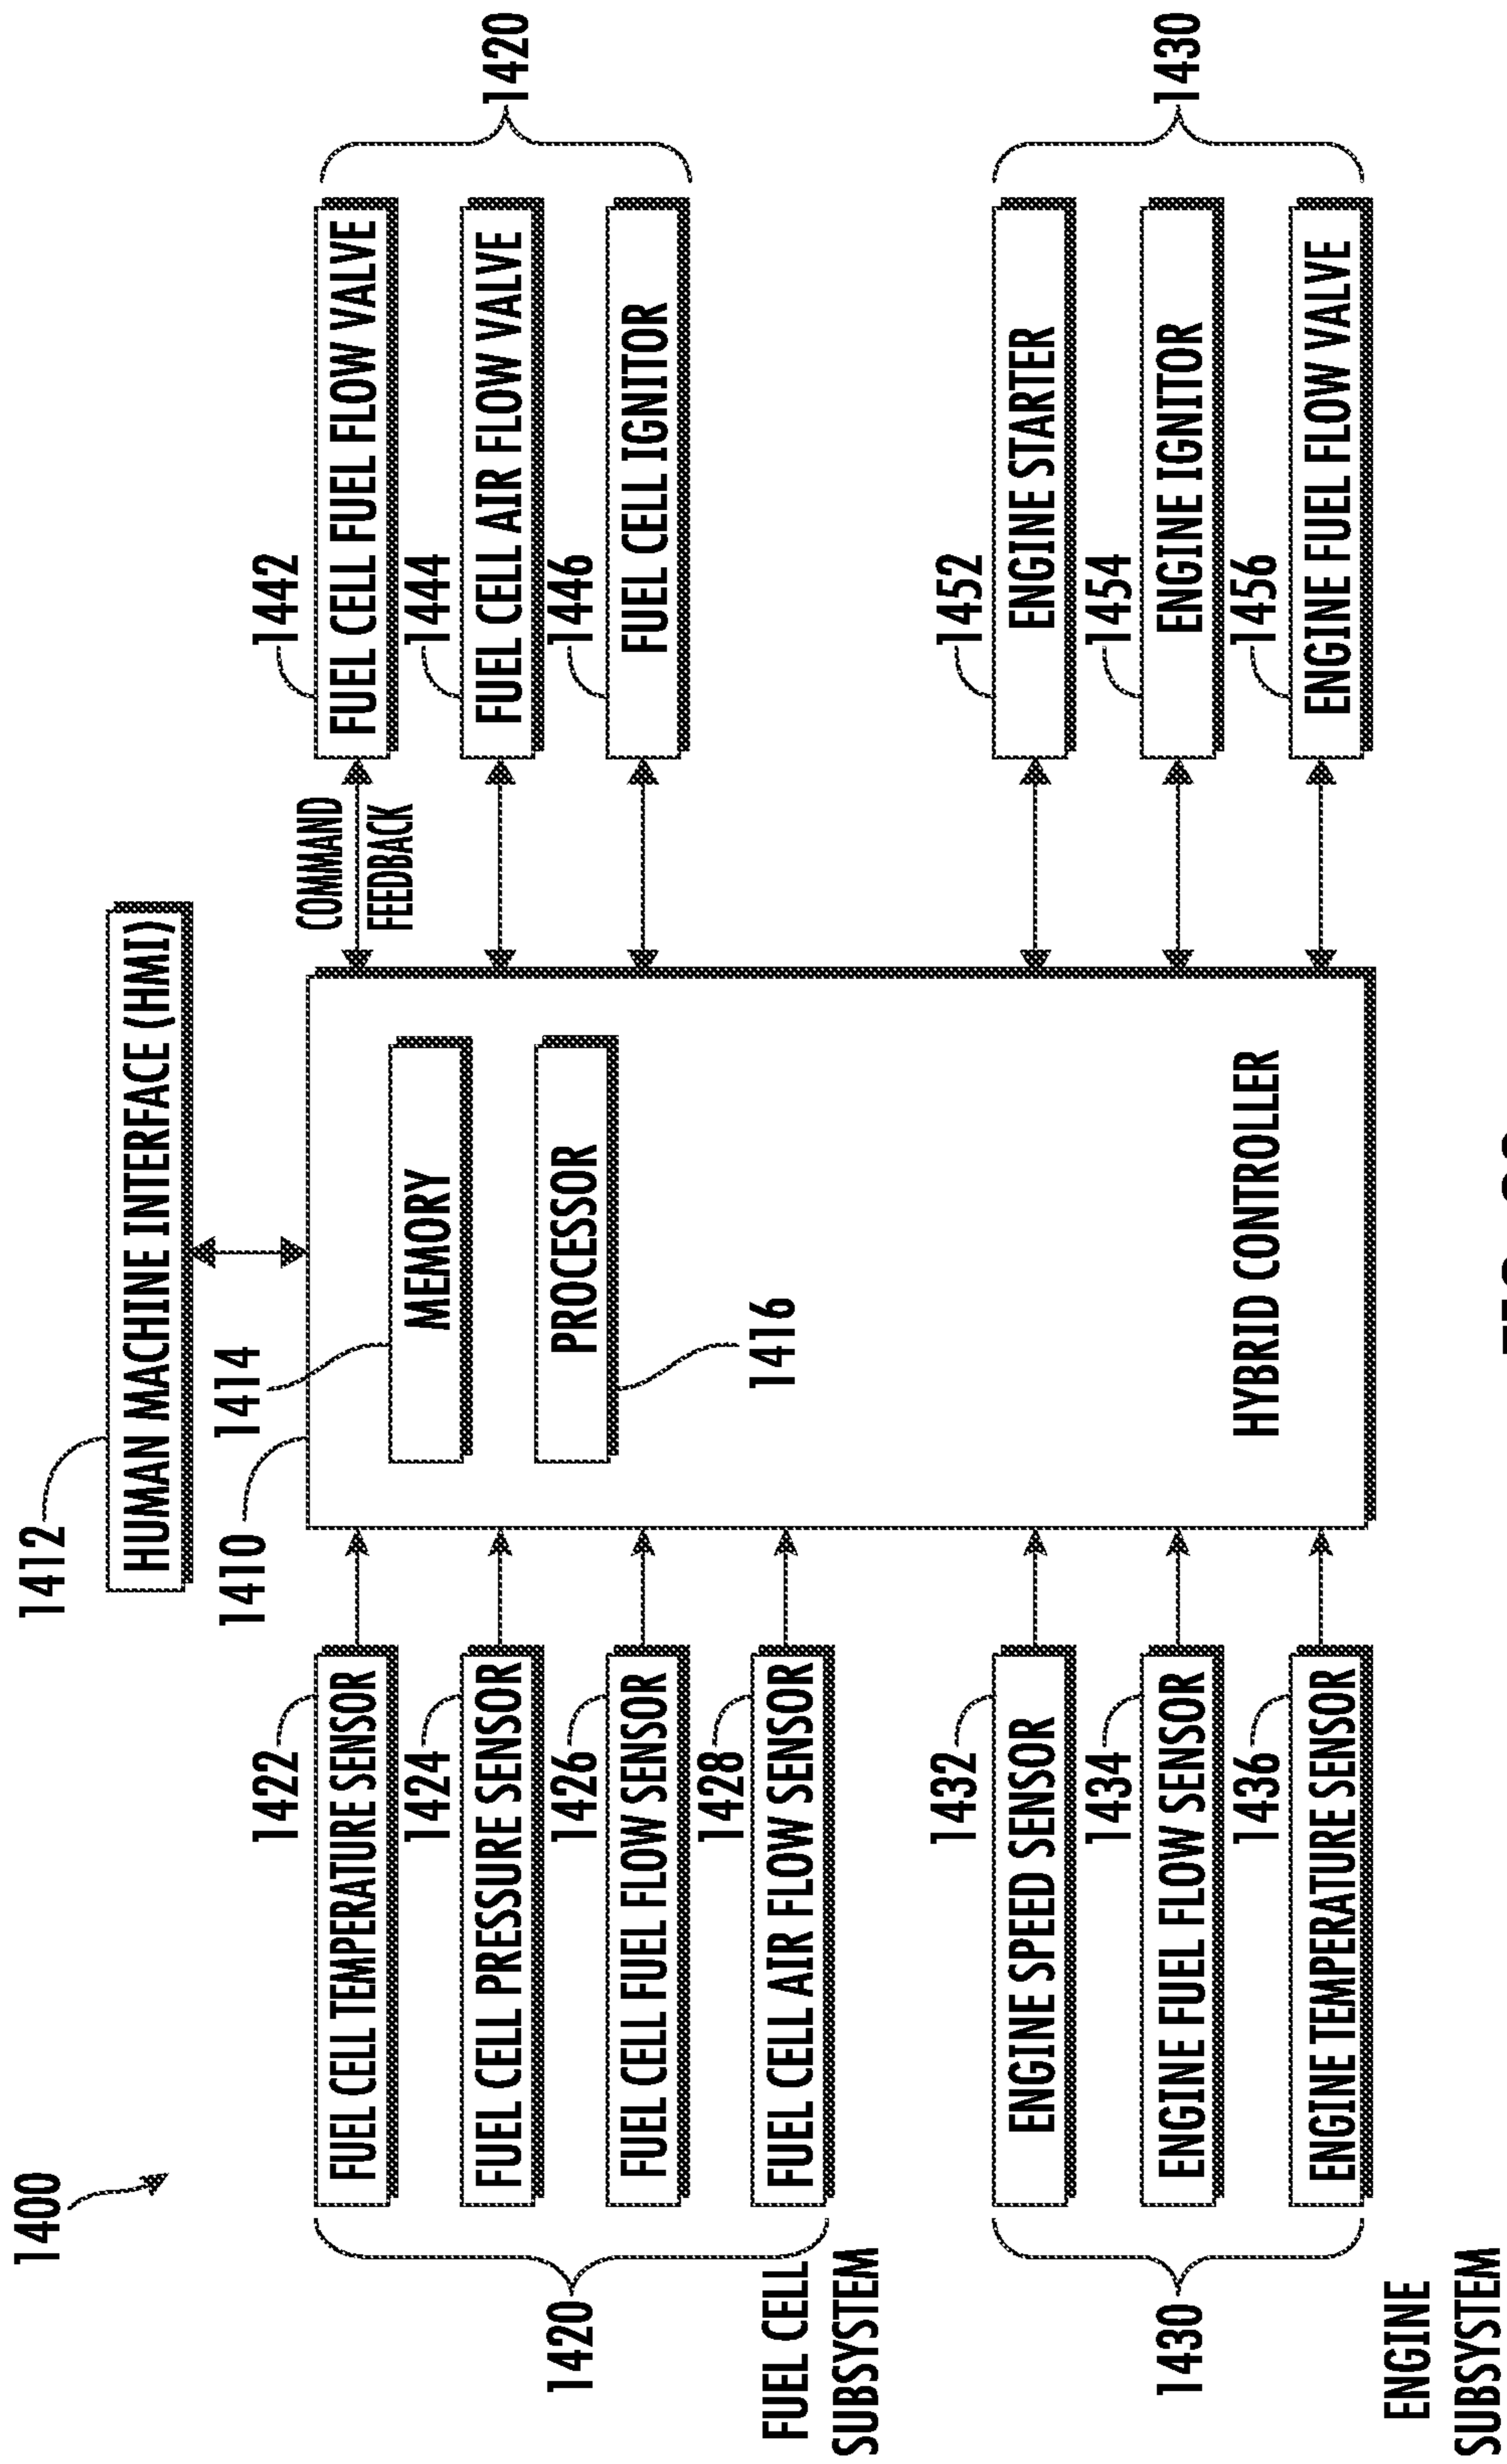 1400
1412
HUMAN MACHINE INTERFACE (HMI)
1410
1414
MEMORY
PROCESSOR
1416
HYBRID CONTROLLER
1422
FUEL CELL TEMPERATURE SENSOR
1424
FUEL CELL PRESSURE SENSOR
1426
FUEL CELL FUEL FLOW SENSOR
1428
FUEL CELL AIR FLOW SENSOR
1420
FUEL CELL
SUBSYSTEM
1432
ENGINE SPEED SENSOR
1434
ENGINE FUEL FLOW SENSOR
1436
ENGINE TEMPERATURE SENSOR
1430
ENGINE
SUBSYSTEM
COMMAND
FEEDBACK
1442
FUEL CELL FUEL FLOW VALVE
1444
FUEL CELL AIR FLOW VALVE
1446
FUEL CELL IGNITOR
1420
1452
ENGINE STARTER
1454
ENGINE IGNITOR
1456
ENGINE FUEL FLOW VALVE
1430